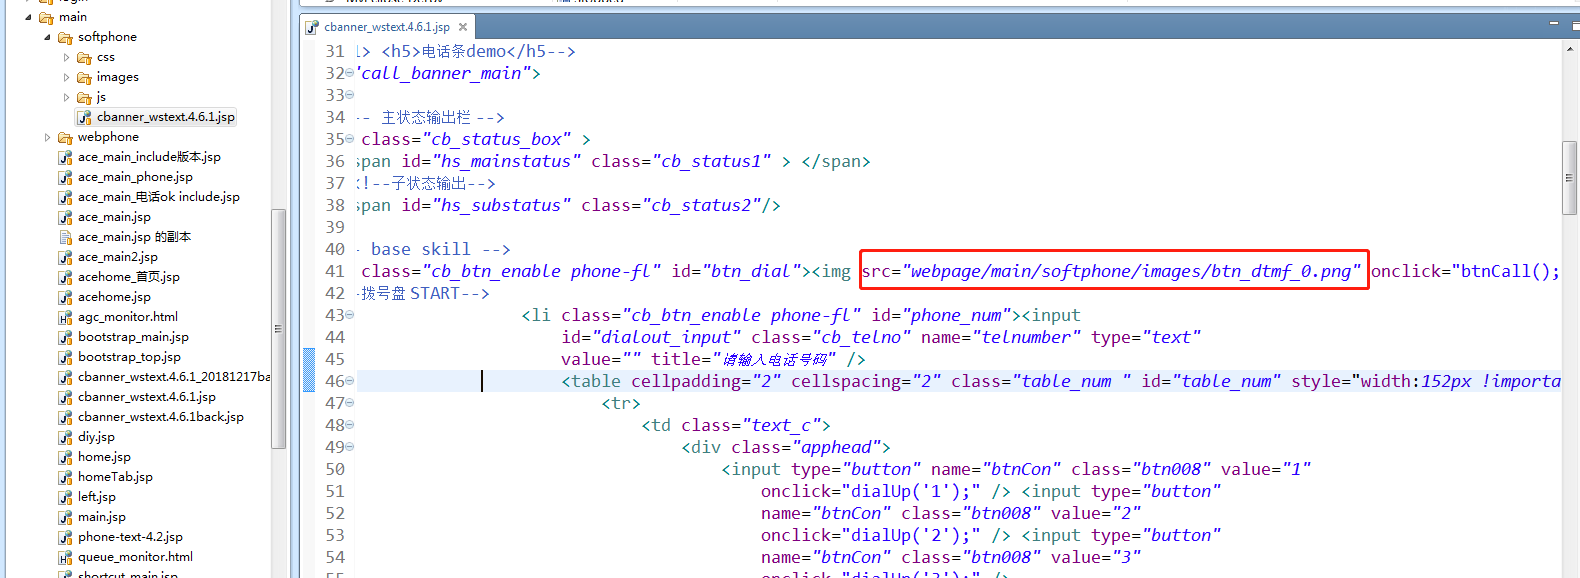 main
softphone
css
images
js
cbanner_wstext.4.6.1.jsp
webphone
ace_main_include版本.jsp
ace_main_phone.jsp
ace_main_电话ok include.jsp
ace_main.jsp
ace_main.jsp 的副本
ace_main2.jsp
acehome_首页.jsp
acehome.jsp
agc_monitor.html
bootstrap_main.jsp
bootstrap_top.jsp
cbanner_wstext.4.6.1_20181217ba
cbanner_wstext.4.6.1.jsp
cbanner_wstext.4.6.1back.jsp
diy.jsp
home.jsp
homeTab.jsp
left.jsp
main.jsp
phone-text-4.2.jsp
queue_monitor.html
shortcut_main.jsp
cbanner_wstext.4.6.1.jsp
31 l> <h5>电话条demo</h5-->
32 "call_banner_main">
33
34 -- 主状态输出栏 -->
35 class="cb_status_box" >
36 span id="hs_mainstatus" class="cb_status1" > </span>
37 <!--子状态输出-->
38 span id="hs_substatus" class="cb_status2"/>
39
40 - base skill -->
41 class="cb_btn_enable phone-fl" id="btn_dial"><img src="webpage/main/softphone/images/btn_dtmf_0.png" onclick="btnCall();
42 -拨号盘 START-->
43 <li class="cb_btn_enable phone-fl" id="phone_num"><input
44 id="dialout_input" class="cb_telno" name="telnumber" type="text"
45 value="" title="请输入电话号码" />
46 <table cellpadding="2" cellspacing="2" class="table_num " id="table_num" style="width:152px !importa
47 <tr>
48 <td class="text_c">
49 <div class="apphead">
50 <input type="button" name="btnCon" class="btn008" value="1"
51 onclick="dialUp('1');" /> <input type="button"
52 name="btnCon" class="btn008" value="2"
53 onclick="dialUp('2');" /> <input type="button"
54 name="btnCon" class="btn008" value="3"